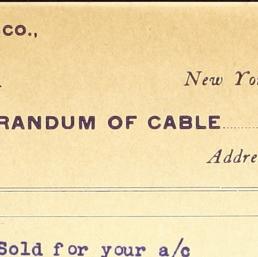 CO.,
New Yo
RANDUM OF CABLE
Addre
Sold for your a/c